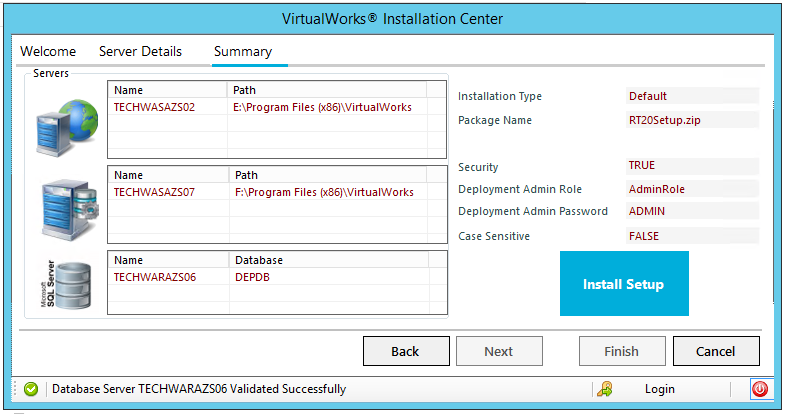 VirtualWorks® Installation Center
Welcome Server Details Summary
Servers
Name Path
TECHWASAZS02 E:\Program Files (x86)\VirtualWorks
Name Path
TECHWASAZS07 F:\Program Files (x86)\VirtualWorks
Microsoft
SQL Server
Name Database
TECHWARAZS06 DEPDB
Installation Type Default
Package Name RT20Setup.zip
Security TRUE
Deployment Admin Role AdminRole
Deployment Admin Password ADMIN
Case Sensitive FALSE
Install Setup
Back Next Finish Cancel
Database Server TECHWARAZS06 Validated Successfully Login